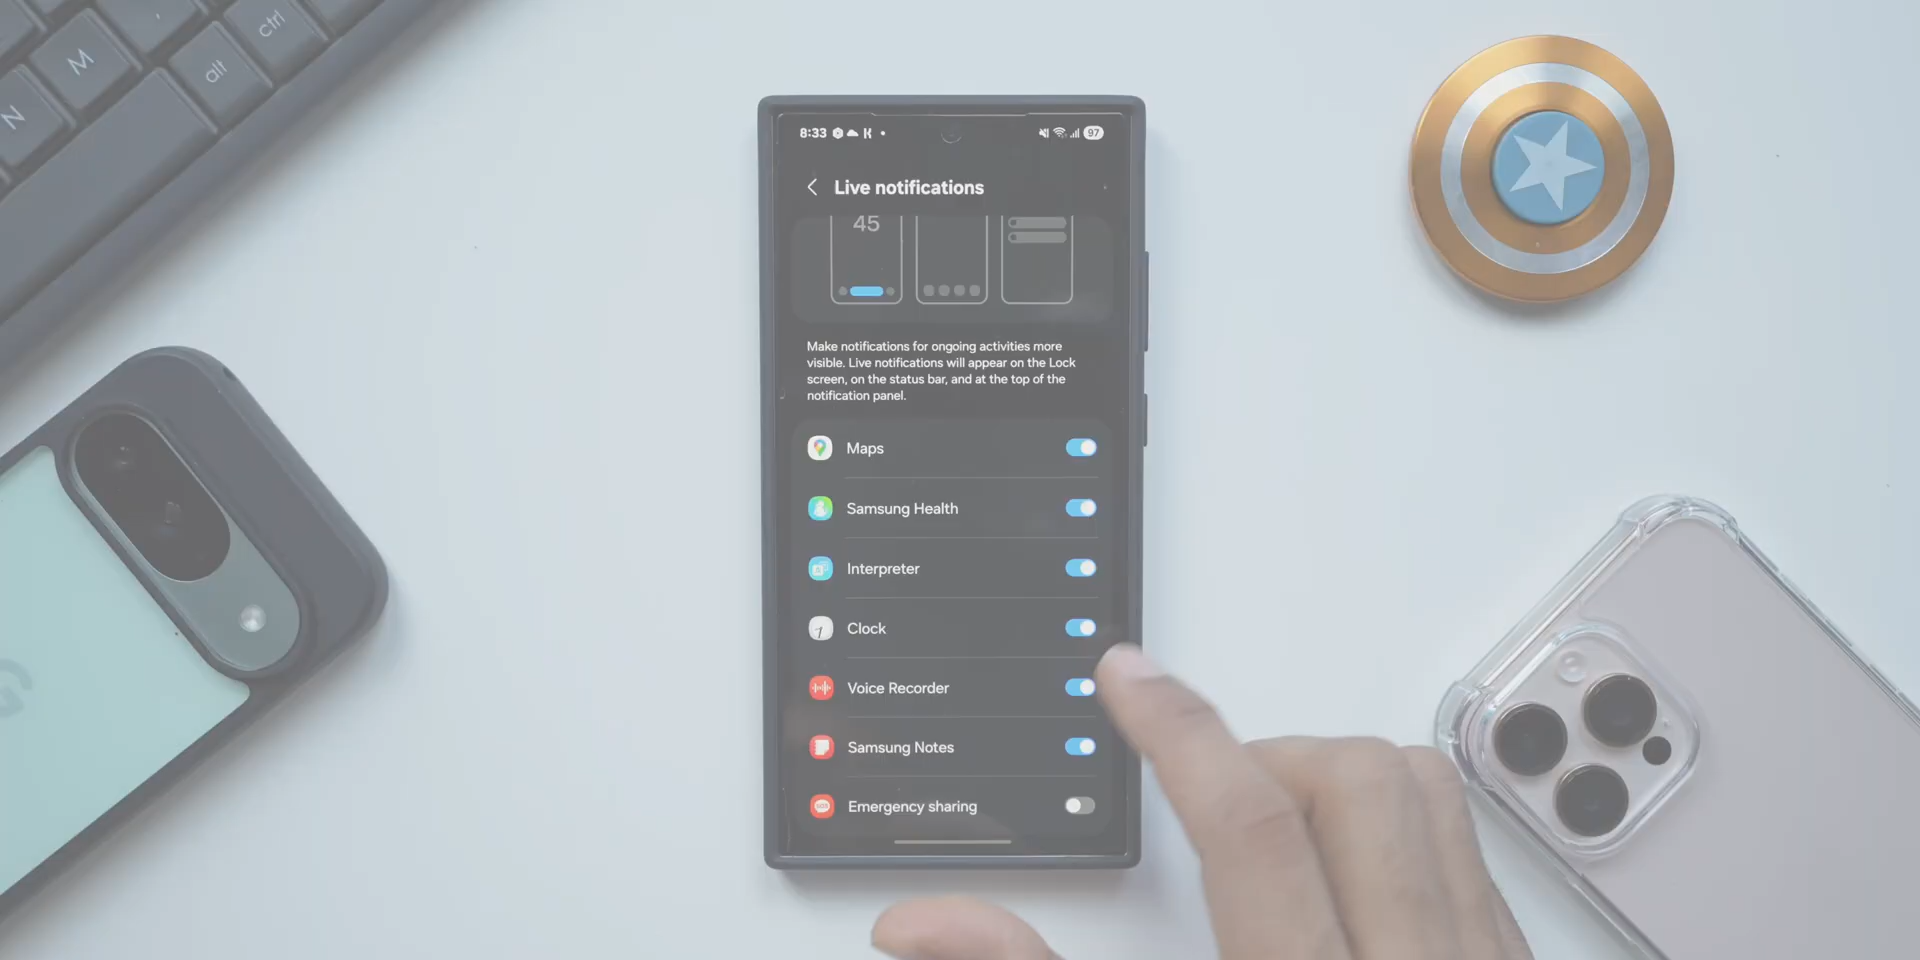 M
ctrl
alt
N
8:33
97
Live notifications
45
Make notifications for ongoing activities more
visible. Live notifications will appear on the Lock
screen, on the status bar, and at the top of the
notification panel.
Maps
Samsung Health
Interpreter
Clock
Voice Recorder
Samsung Notes
Emergency sharing
G